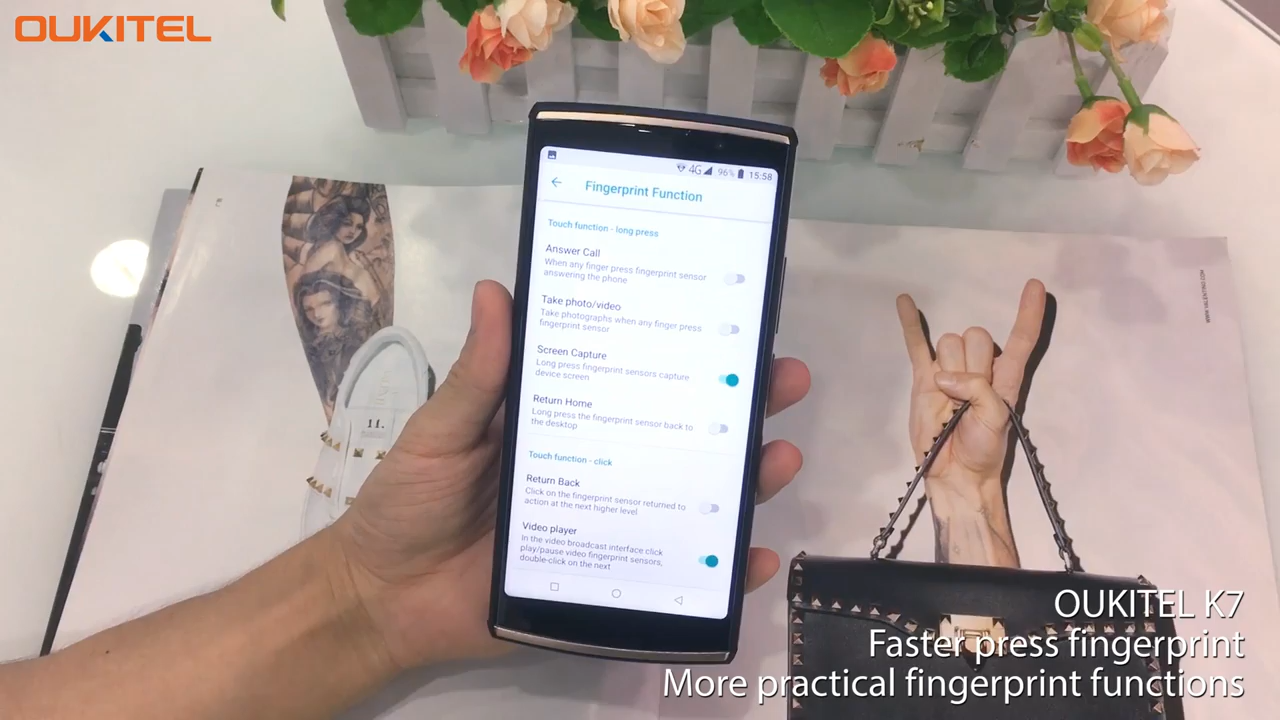 OUKITEL
4G 96% 15:58
Fingerprint Function
Touch function - long press
Answer Call
When any finger press fingerprint sensor
answering the phone
Take photo/video
Take photographs when any finger press
fingerprint sensor
Screen Capture
Long press fingerprint sensors capture
device screen
Return Home
Long press the fingerprint sensor back to
the desktop
Touch function - click
Return Back
Click on the fingerprint sensor returned to
action at the next higher level
Video player
In the video broadcast interface click
play/pause video fingerprint sensors,
double-click on the next
11.
OUKITEL K7
Faster press fingerprint
More practical fingerprint functions